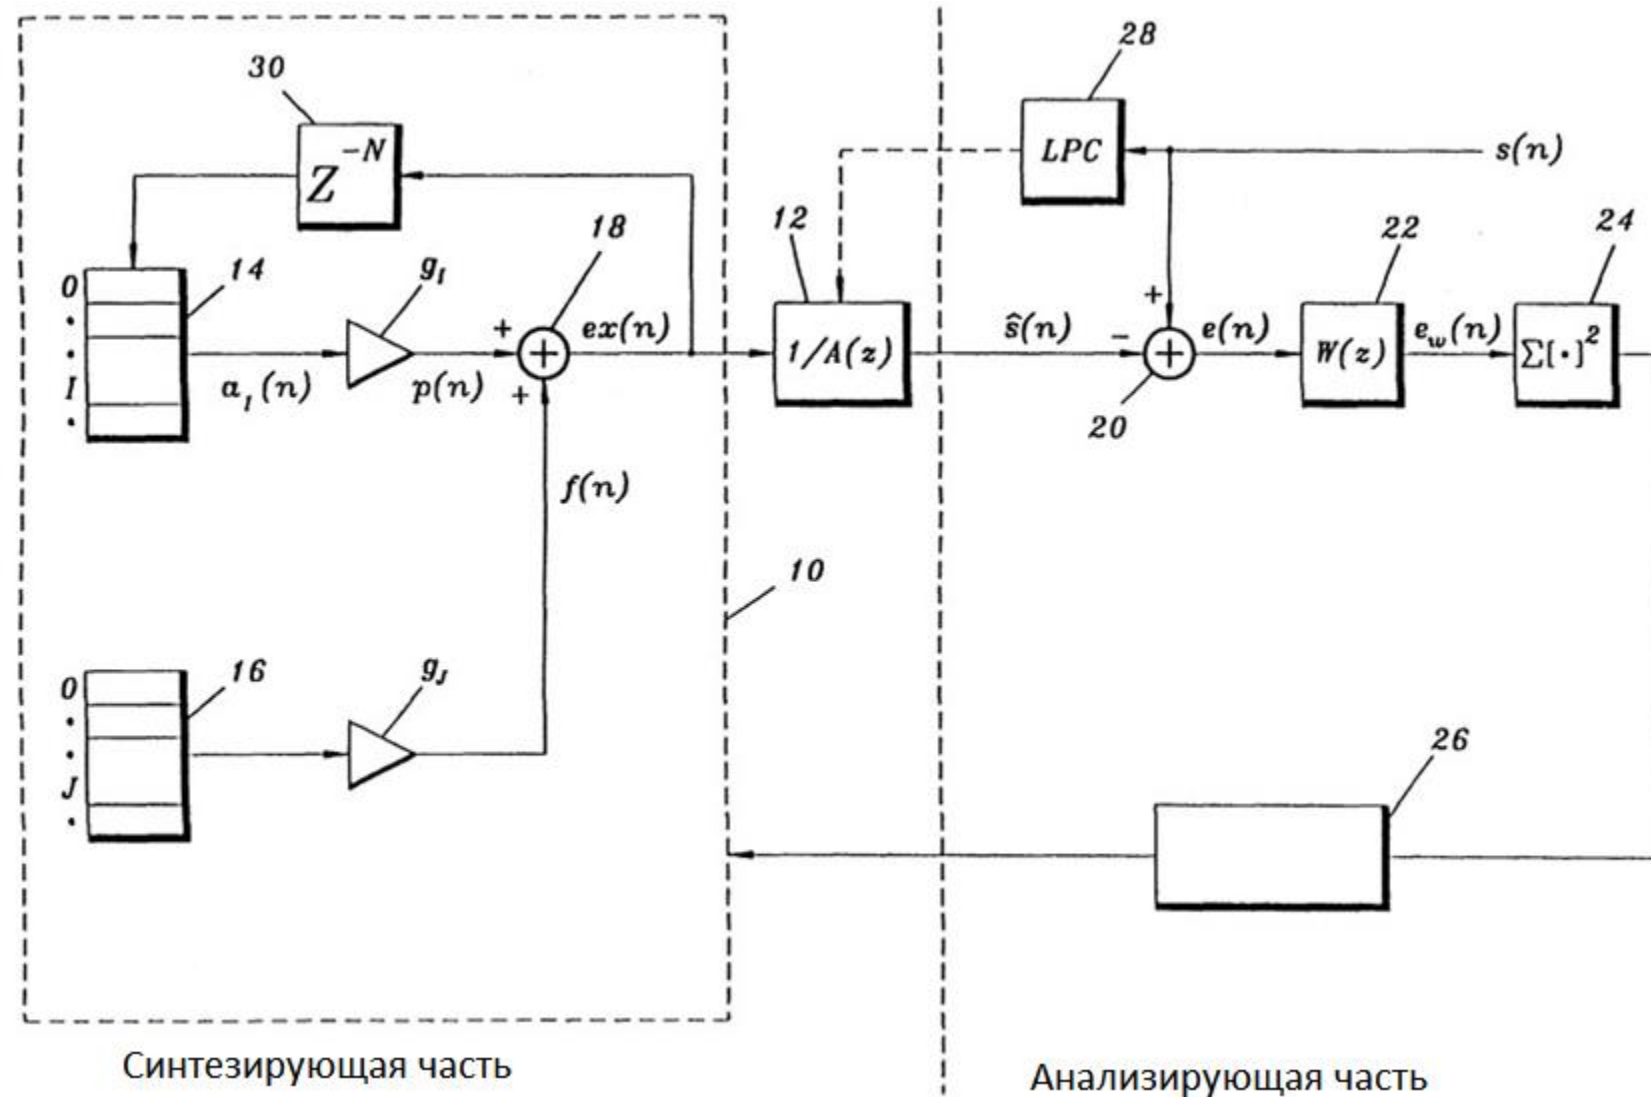 28
30
Z⁻ᴺ
LPC
s(n)
12
18
22
24
14
g_I
0
.
.
I
.
a_I(n)
+
p(n)
+
+
ex(n)
1/A(z)
ŝ(n)
+
−
+
e(n)
W(z)
e_w(n)
Σ[·]²
20
f(n)
10
16
g_J
0
.
.
J
.
26
Синтезирующая часть
Анализирующая часть